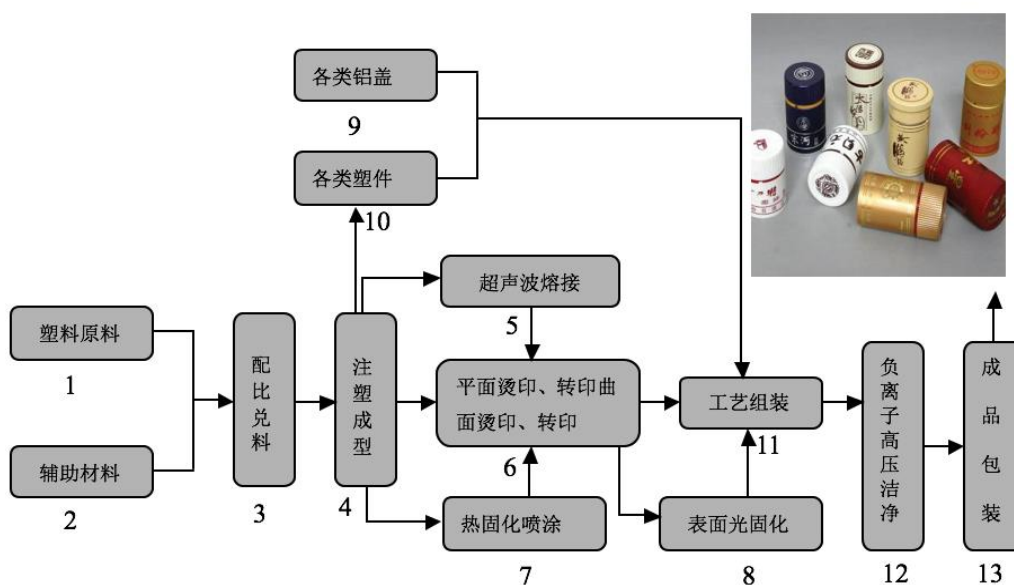 各类铝盖
9
各类塑件
10
超声波熔接
5
塑料原料
1
辅助材料
2
配比兑料
3
注塑成型
4
平面烫印、转印曲
面烫印、转印
6
热固化喷涂
7
工艺组装
11
表面光固化
8
负离子高压洁净
12
成品包装
13